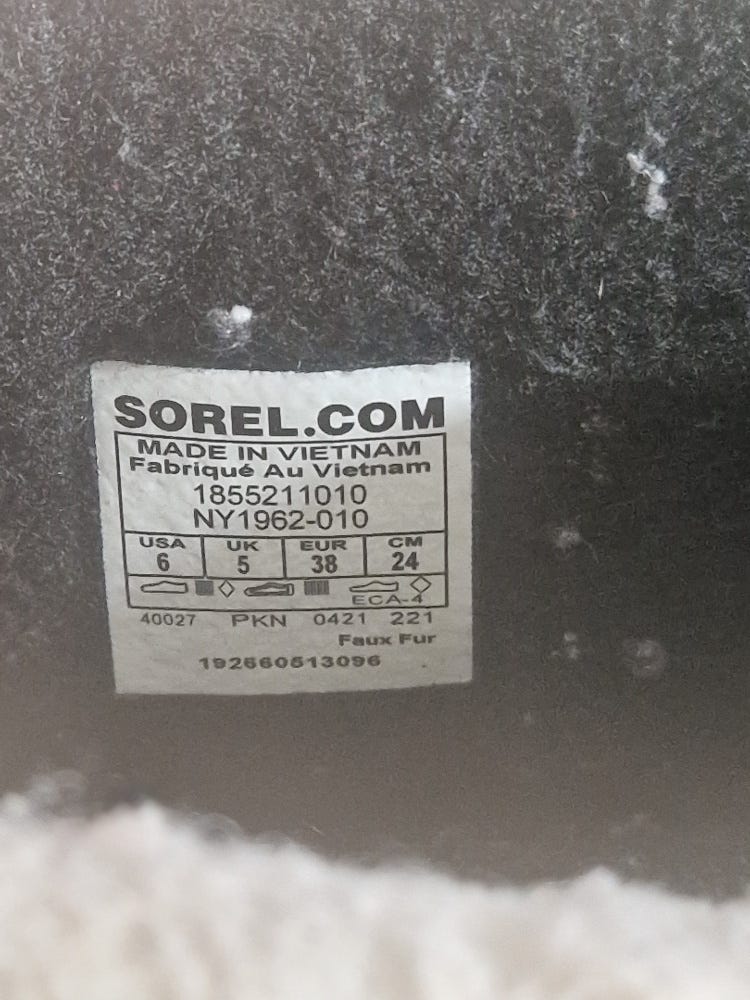 SOREL.COM
MADE IN VIETNAM
Fabriqué Au Vietnam
1855211010
NY1962-010
USA UK EUR CM
6 5 38 24
ECA-4
40027 PKN 0421 221
Faux Fur
192660513096